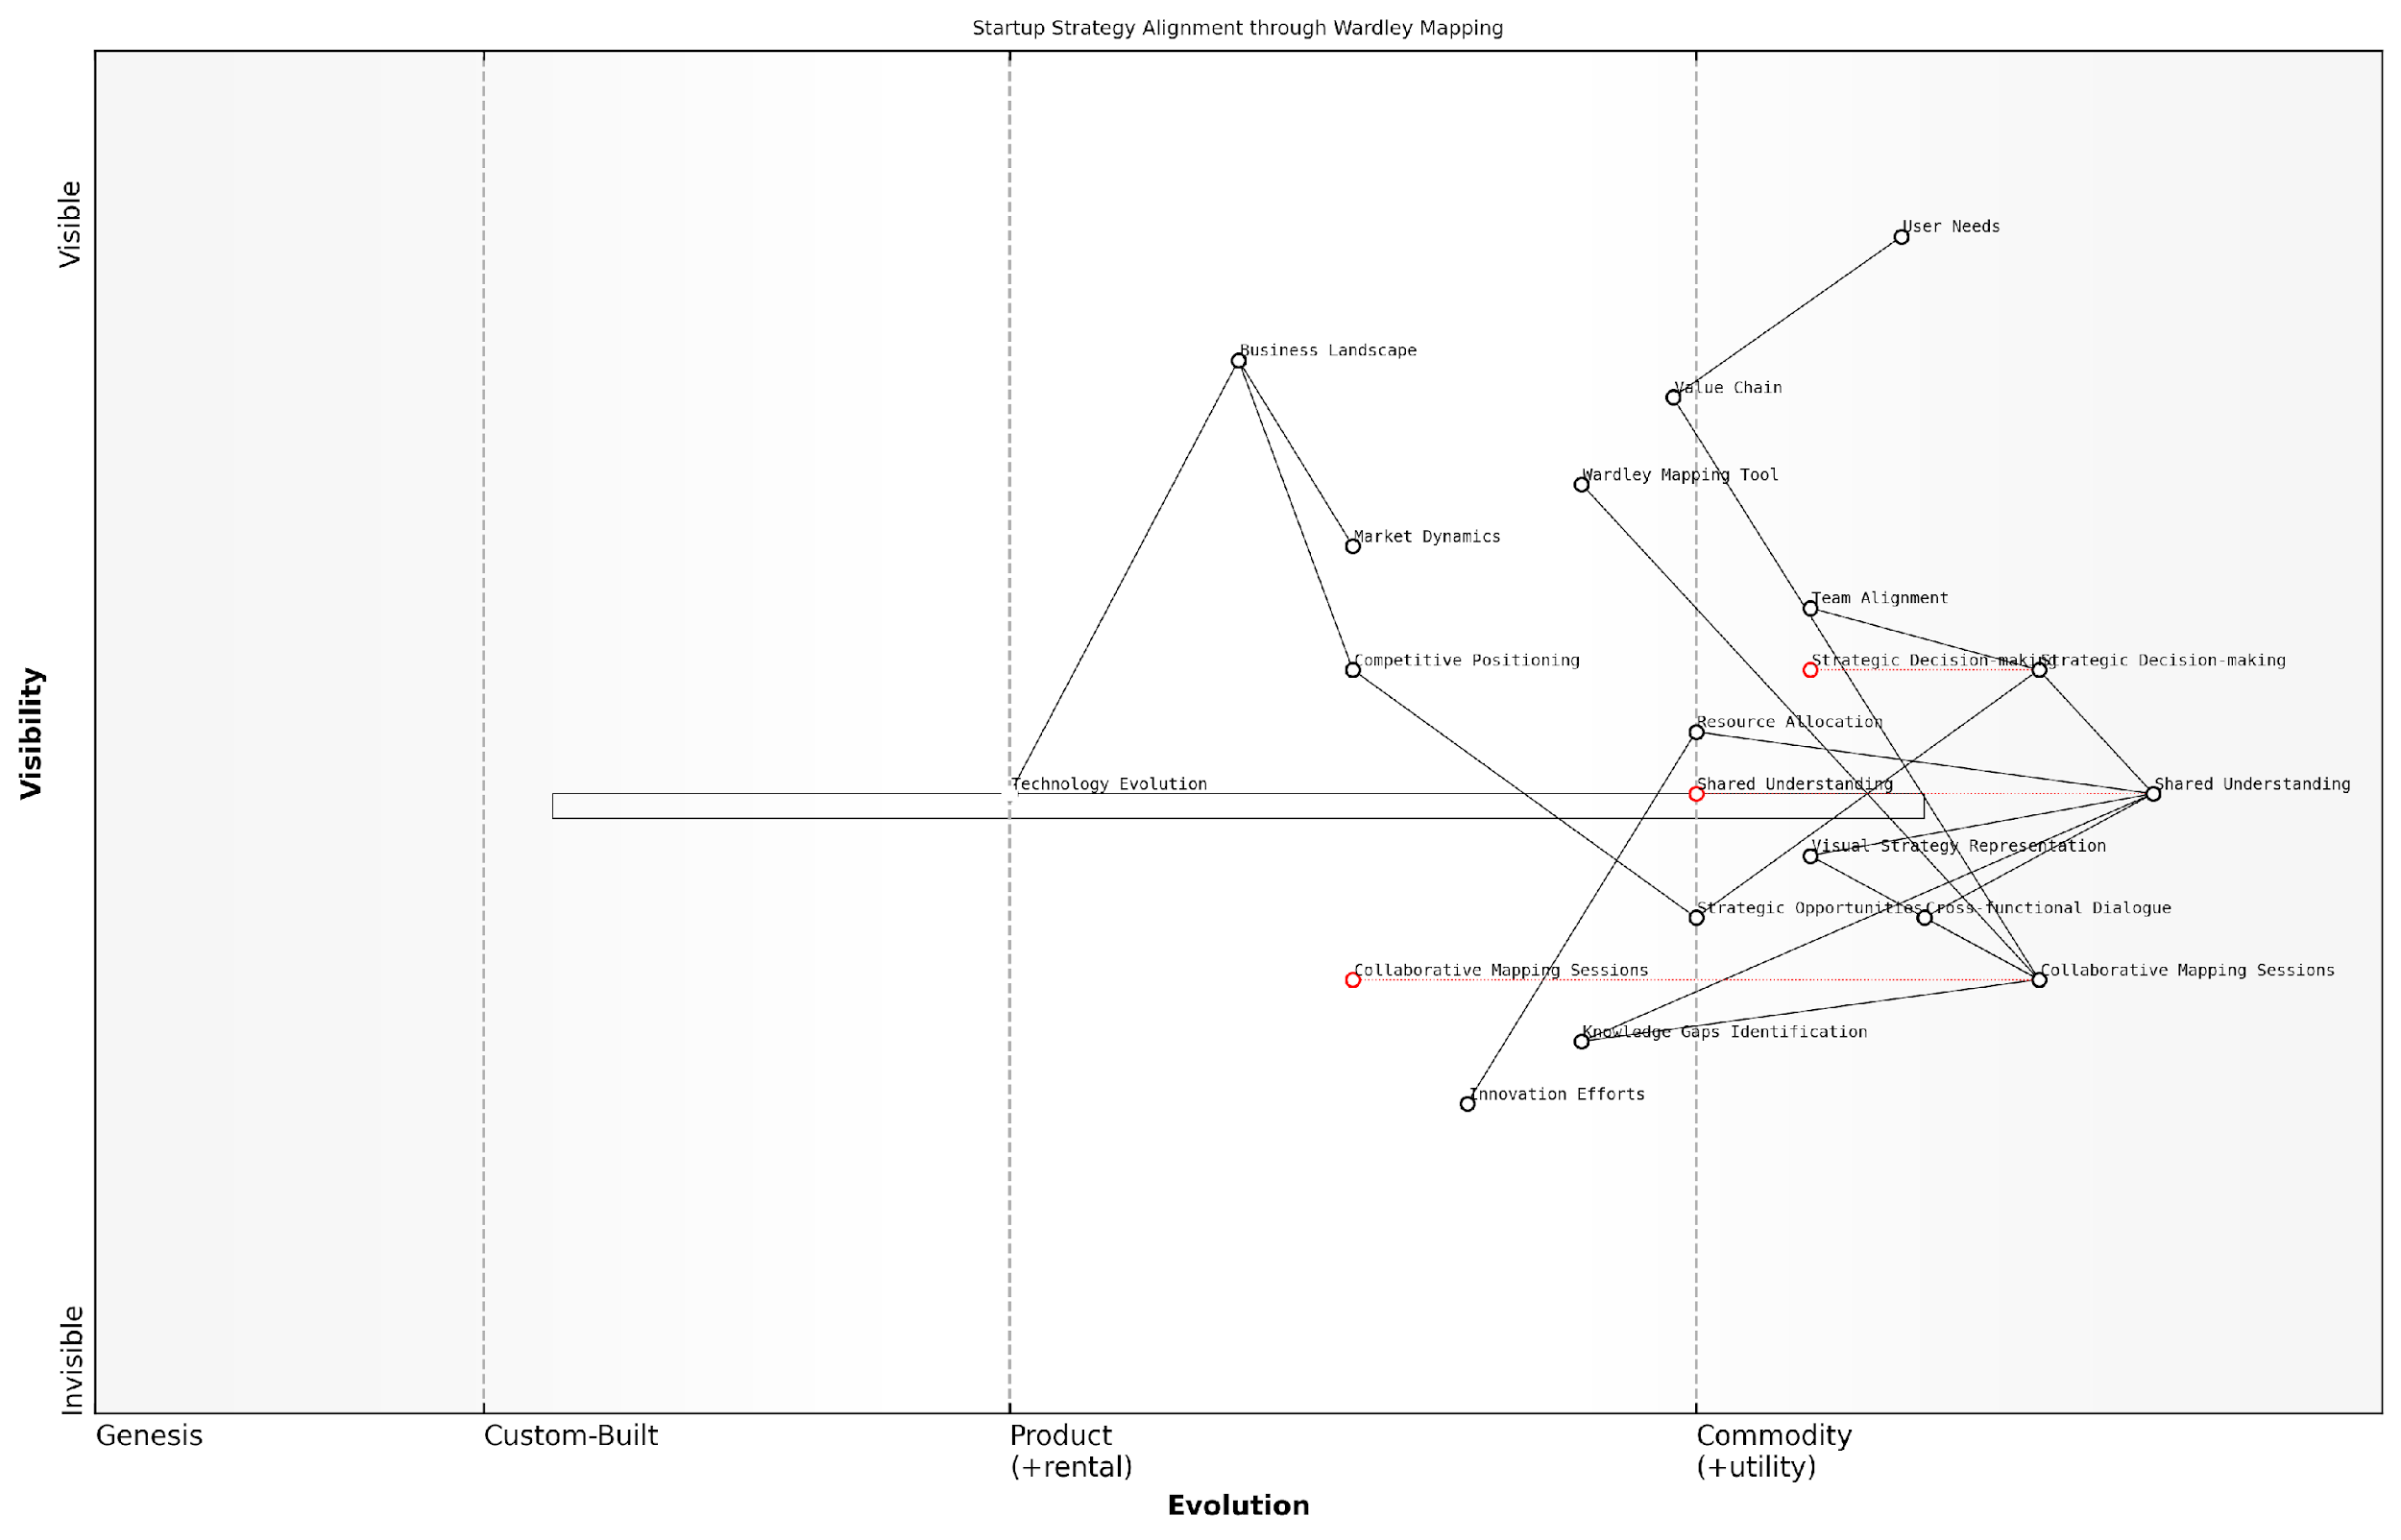 Startup Strategy Alignment through Wardley Mapping
Visible
User Needs
Business Landscape
Value Chain
Wardley Mapping Tool
Market Dynamics
Team Alignment
Competitive Positioning
Strategic Decision-making
Strategic Decision-making
Resource Allocation
Visibility
Technology Evolution
Shared Understanding
Shared Understanding
Visual Strategy Representation
Strategic Opportunities
Cross-functional Dialogue
Collaborative Mapping Sessions
Collaborative Mapping Sessions
Knowledge Gaps Identification
Innovation Efforts
Invisible
Genesis
Custom-Built
Product
(+rental)
Commodity
(+utility)
Evolution